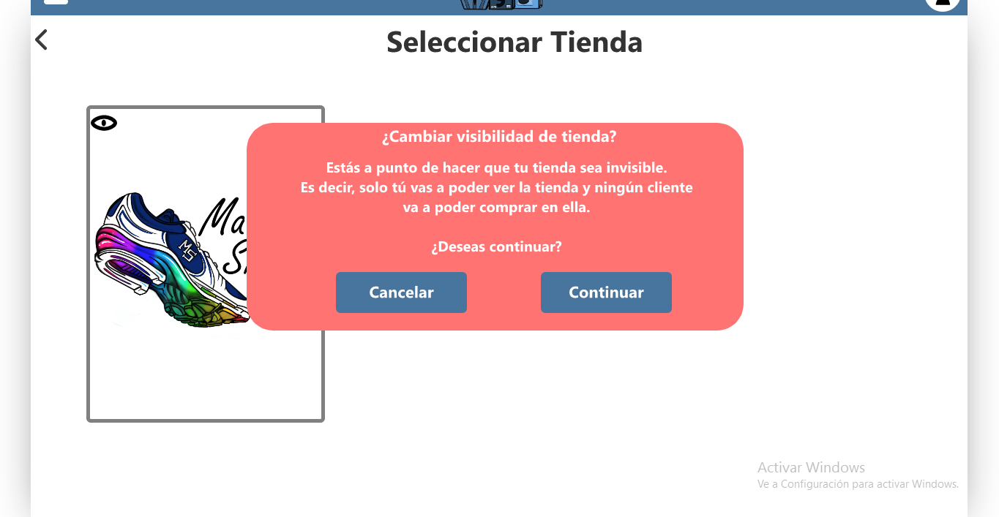 Seleccionar Tienda
¿Cambiar visibilidad de tienda?
Estás a punto de hacer que tu tienda sea invisible.
Es decir, solo tú vas a poder ver la tienda y ningún cliente
va a poder comprar en ella.
¿Deseas continuar?
Cancelar
Continuar
Ma
MS
Activar Windows
Ve a Configuración para activar Windows.